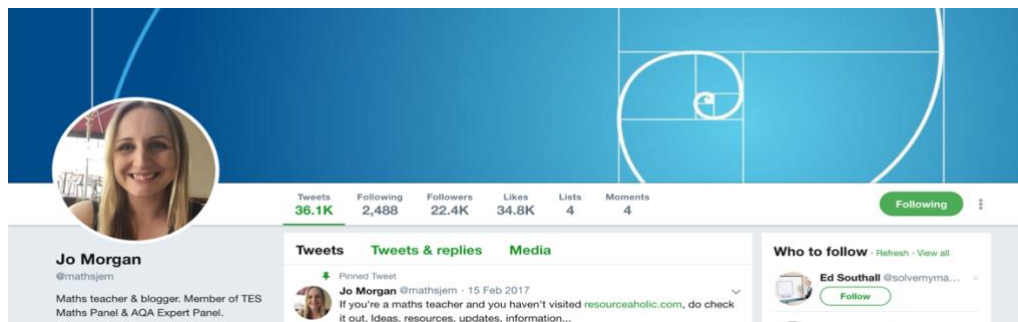 Tweets Following Followers Likes Lists Moments
36.1K 2,488 22.4K 34.8K 4 4
Following
Jo Morgan
@mathsjem
Maths teacher & blogger. Member of TES
Maths Panel & AQA Expert Panel.
Tweets Tweets & replies Media
Pinned Tweet
Jo Morgan @mathsjem · 15 Feb 2017
If you're a maths teacher and you haven't visited resourceaholic.com, do check
it out. Ideas, resources, updates, information...
Who to follow · Refresh · View all
Ed Southall @solvemyma...
Follow